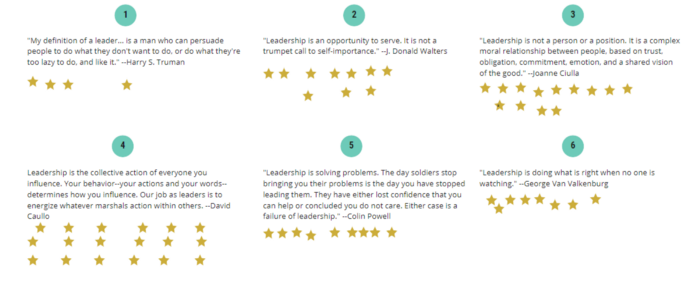 1
"My definition of a leader... is a man who can persuade
people to do what they don't want to do, or do what they're
too lazy to do, and like it." --Harry S. Truman
2
"Leadership is an opportunity to serve. It is not a
trumpet call to self-importance." --J. Donald Walters
3
"Leadership is not a person or a position. It is a complex
moral relationship between people, based on trust,
obligation, commitment, emotion, and a shared vision
of the good." --Joanne Ciulla
4
Leadership is the collective action of everyone you
influence. Your behavior--your actions and your words--
determines how you influence. Our job as leaders is to
energize whatever marshals action within others. --David
Caullo
5
"Leadership is solving problems. The day soldiers stop
bringing you their problems is the day you have stopped
leading them. They have either lost confidence that you
can help or concluded you do not care. Either case is a
failure of leadership." --Colin Powell
6
"Leadership is doing what is right when no one is
watching." --George Van Valkenburg